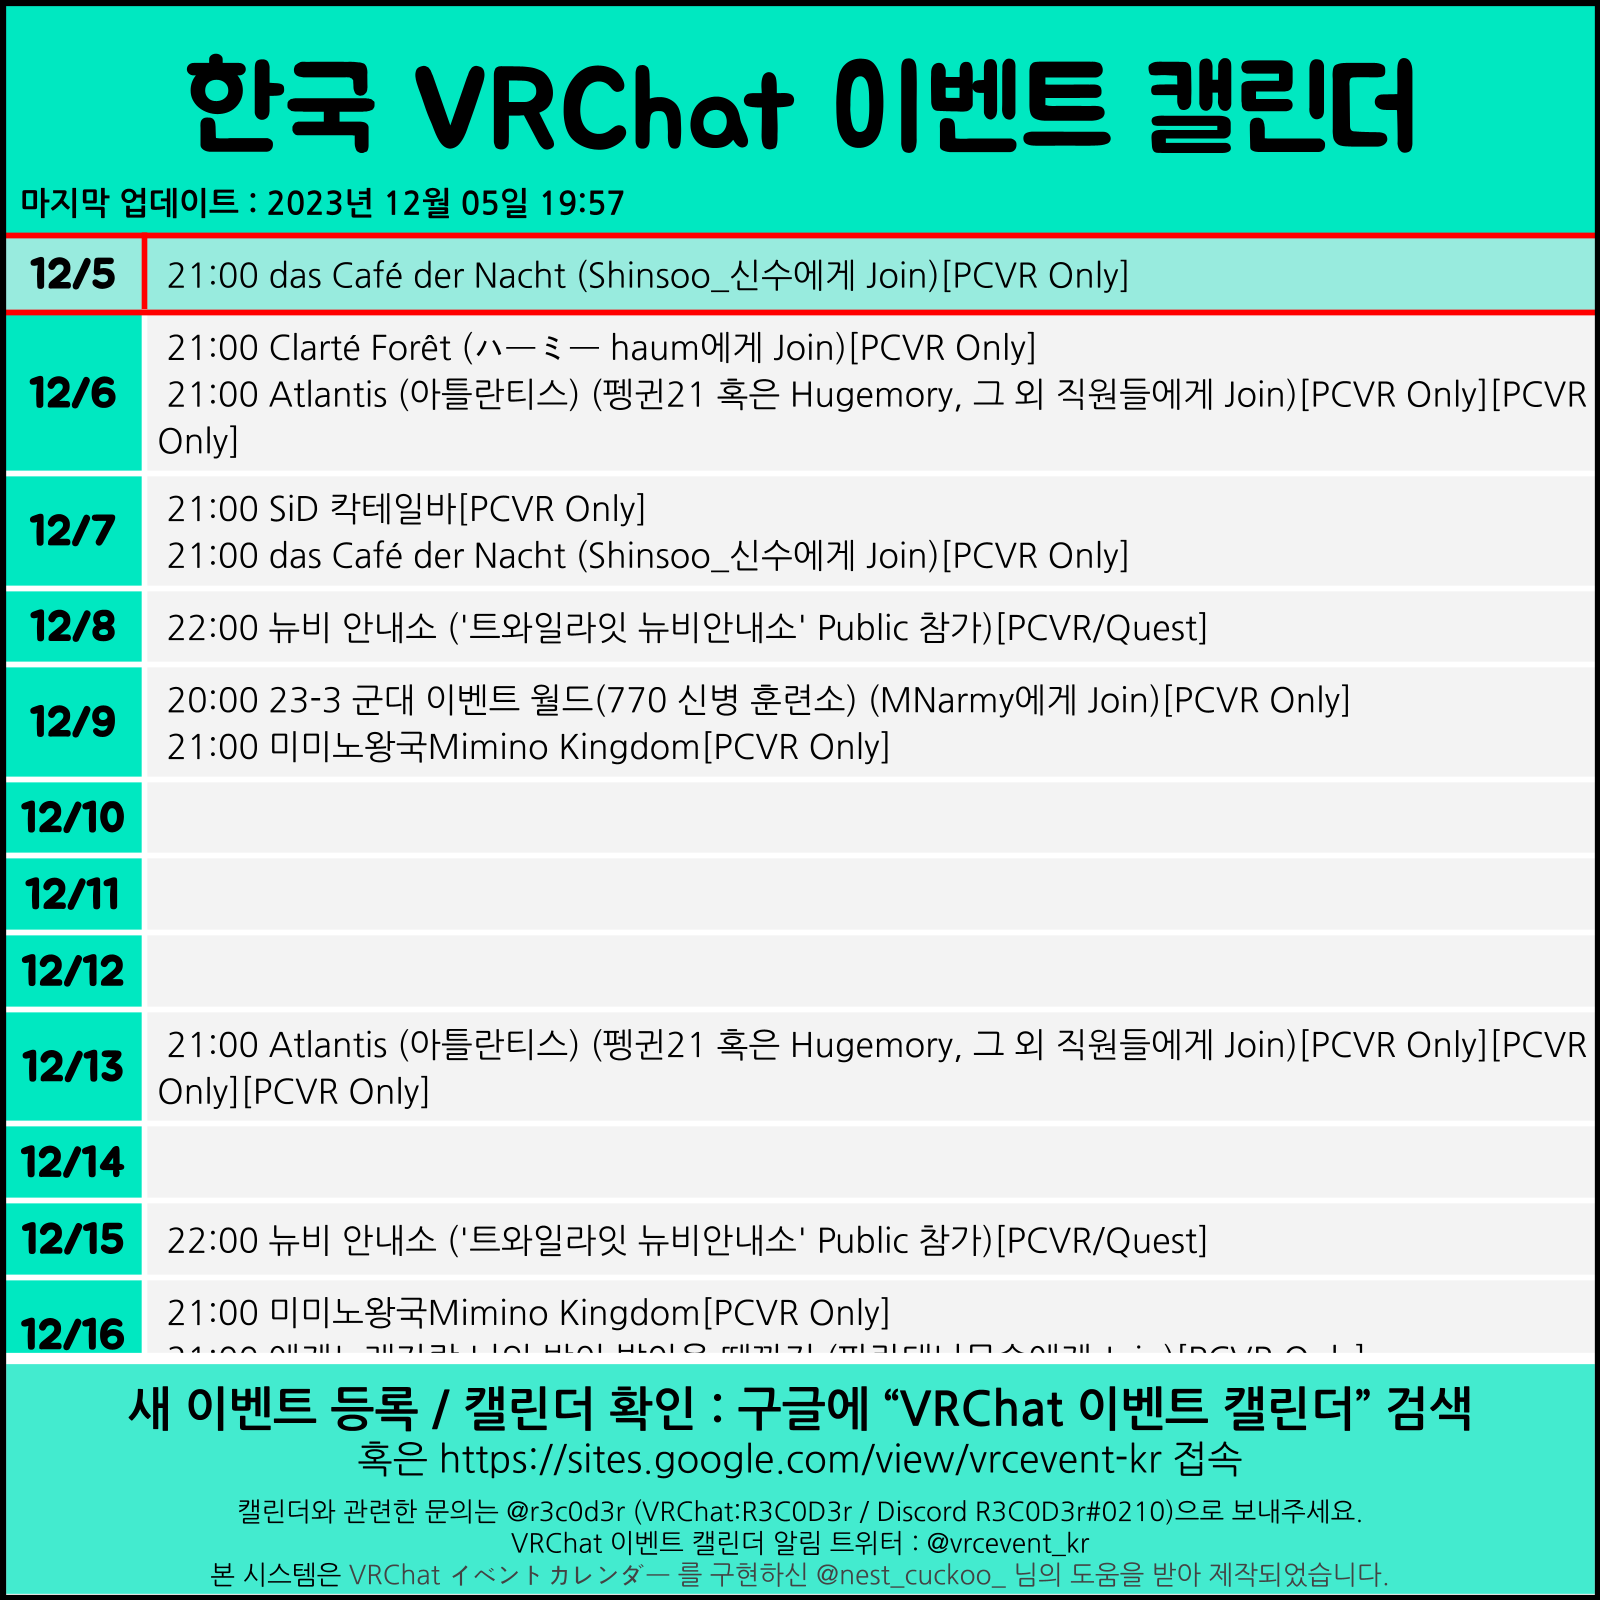 한국 VRChat 이벤트 캘린더
마지막 업데이트 : 2023년 12월 05일 19:57
12/5
21:00 das Café der Nacht (Shinsoo_신수에게 Join)[PCVR Only]
12/6
21:00 Clarté Forêt (ハーミー haum에게 Join)[PCVR Only]
21:00 Atlantis (아틀란티스) (펭귄21 혹은 Hugemory, 그 외 직원들에게 Join)[PCVR Only][PCVR
Only]
12/7
21:00 SiD 칵테일바[PCVR Only]
21:00 das Café der Nacht (Shinsoo_신수에게 Join)[PCVR Only]
12/8
22:00 뉴비 안내소 ('트와일라잇 뉴비안내소' Public 참가)[PCVR/Quest]
12/9
20:00 23-3 군대 이벤트 월드(770 신병 훈련소) (MNarmy에게 Join)[PCVR Only]
21:00 미미노왕국Mimino Kingdom[PCVR Only]
12/10
12/11
12/12
12/13
21:00 Atlantis (아틀란티스) (펭귄21 혹은 Hugemory, 그 외 직원들에게 Join)[PCVR Only][PCVR
Only][PCVR Only]
12/14
12/15
22:00 뉴비 안내소 ('트와일라잇 뉴비안내소' Public 참가)[PCVR/Quest]
12/16
21:00 미미노왕국Mimino Kingdom[PCVR Only]
21:00 Join)[PCVR Only]
새 이벤트 등록 / 캘린더 확인 : 구글에 “VRChat 이벤트 캘린더” 검색
혹은 https://sites.google.com/view/vrcevent-kr 접속
캘린더와 관련한 문의는 @r3c0d3r (VRChat:R3C0D3r / Discord R3C0D3r#0210)으로 보내주세요.
VRChat 이벤트 캘린더 알림 트위터 : @vrcevent_kr
본 시스템은 VRChat イベントカレンダー 를 구현하신 @nest_cuckoo_ 님의 도움을 받아 제작되었습니다.